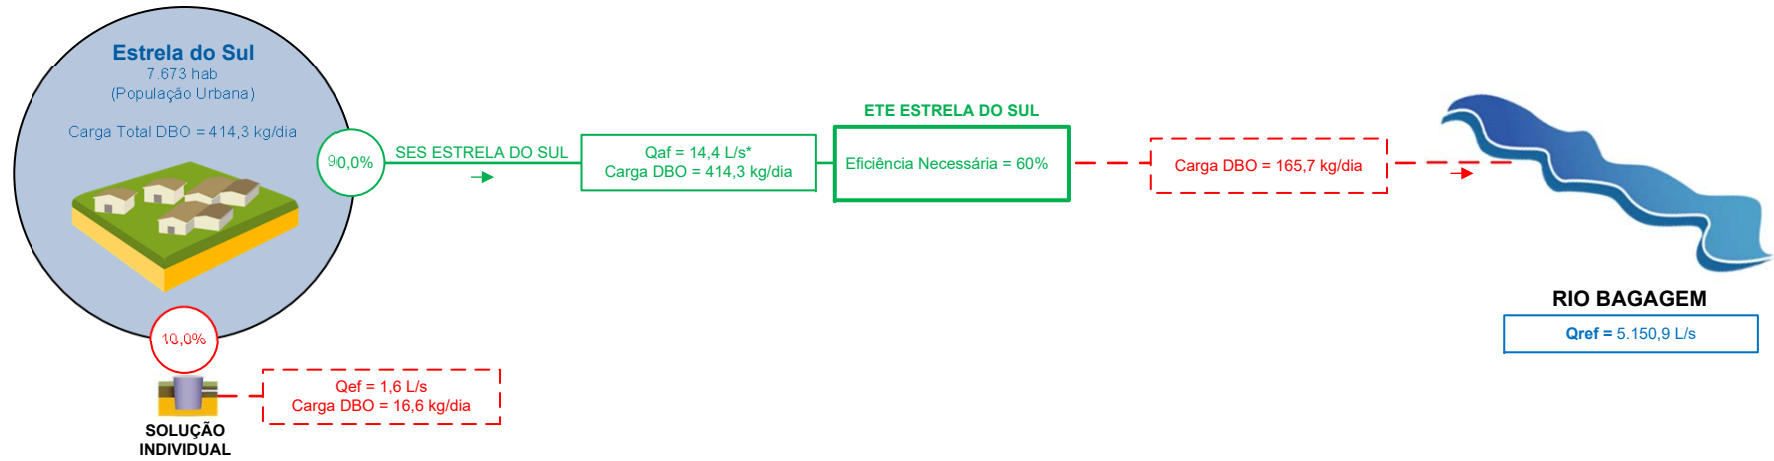 Estrela do Sul
7.673 hab
(População Urbana)
Carga Total DBO = 414,3 kg/dia
90,0%
SES ESTRELA DO SUL
Qaf = 14,4 L/s*
Carga DBO = 414,3 kg/dia
ETE ESTRELA DO SUL
Eficiência Necessária = 60%
Carga DBO = 165,7 kg/dia
RIO BAGAGEM
Qref = 5.150,9 L/s
10,0%
Qef = 1,6 L/s
Carga DBO = 16,6 kg/dia
SOLUÇÃO
INDIVIDUAL